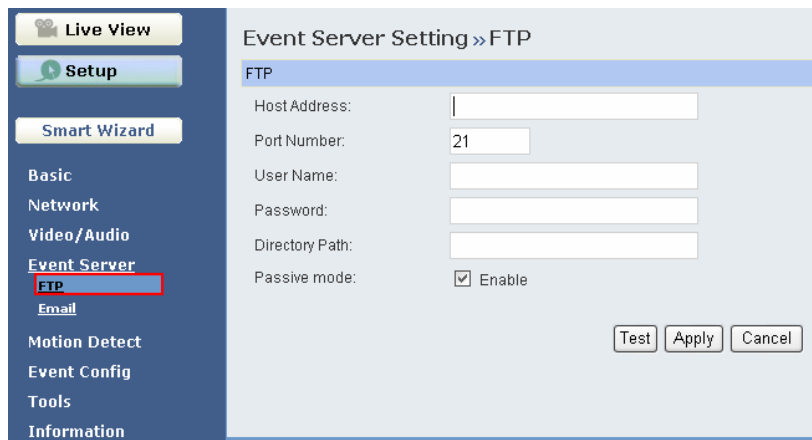 Live View
Setup
Smart Wizard
Basic
Network
Video/Audio
Event Server
FTP
Email
Motion Detect
Event Config
Tools
Information
Event Server Setting » FTP
FTP
Host Address:
Port Number: 21
User Name:
Password:
Directory Path:
Passive mode: Enable
Test Apply Cancel